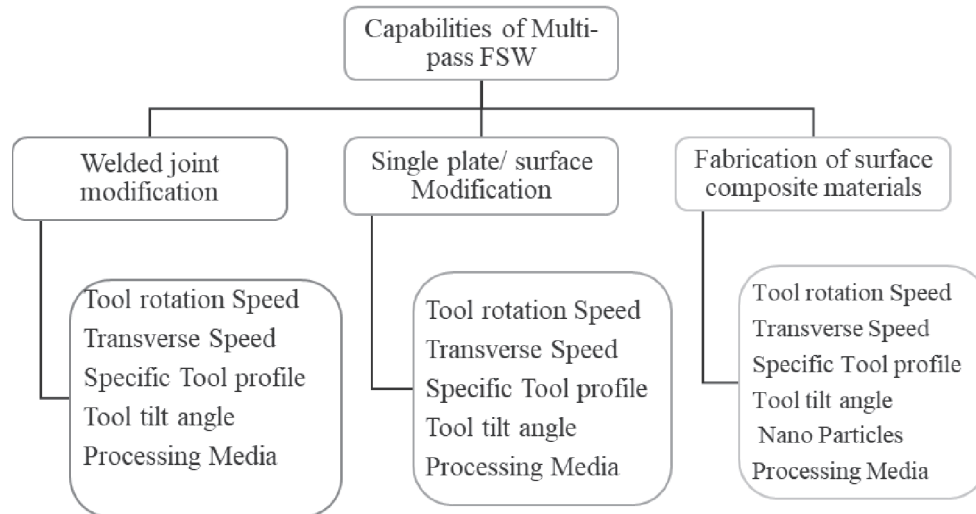 Capabilities of Multi-
pass FSW
Welded joint
modification
Single plate/ surface
Modification
Fabrication of surface
composite materials
Tool rotation Speed
Transverse Speed
Specific Tool profile
Tool tilt angle
Processing Media
Tool rotation Speed
Transverse Speed
Specific Tool profile
Tool tilt angle
Processing Media
Tool rotation Speed
Transverse Speed
Specific Tool profile
Tool tilt angle
Nano Particles
Processing Media